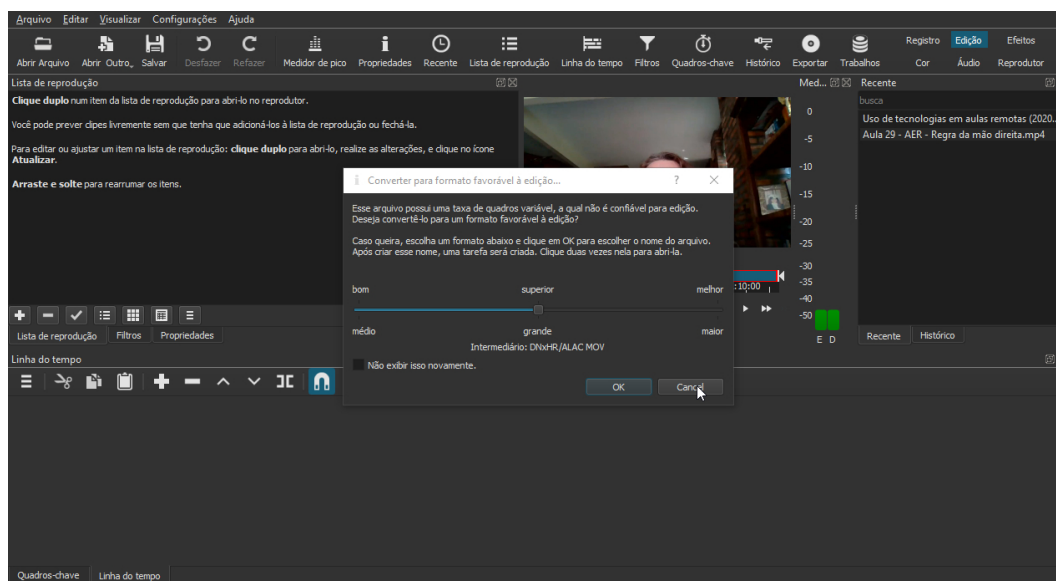 Arquivo Editar Visualizar Configurações Ajuda
Abrir Arquivo Abrir Outro... Salvar Desfazer Refazer Medidor de pico Propriedades Recente Lista de reprodução Linha do tempo Filtros Quadros-chave Histórico Exportar Trabalhos
Registro Edição Efeitos
Cor Áudio Reprodutor
Lista de reprodução
Clique duplo num item da lista de reprodução para abri-lo no reprodutor.
Você pode prever clipes livremente sem que tenha que adicioná-los à lista de reprodução ou fechá-la.
Para editar ou ajustar um item na lista de reprodução: clique duplo para abri-lo, realize as alterações, e clique no ícone
Atualizar.
Arraste e solte para rearrumar os itens.
Lista de reprodução Filtros Propriedades
Converter para formato favorável à edição... ?
Esse arquivo possui uma taxa de quadros variável, a qual não é confiável para edição.
Deseja convertê-lo para um formato favorável à edição?
Caso queira, escolha um formato abaixo e clique em OK para escolher o nome do arquivo.
Após criar esse nome, uma tarefa será criada. Clique duas vezes nela para abri-la.
bom superior melhor
médio grande maior
Intermediário: DNxHR/ALAC MOV
Não exibir isso novamente.
OK Cancel
:10;00
Med...
0
-5
-10
-15
-20
-25
-30
-35
-40
-50
E D
Recente
busca
Uso de tecnologias em aulas remotas (2020..
Aula 29 - AER - Regra da mão direita.mp4
Recente Histórico
Linha do tempo
Quadros-chave Linha do tempo